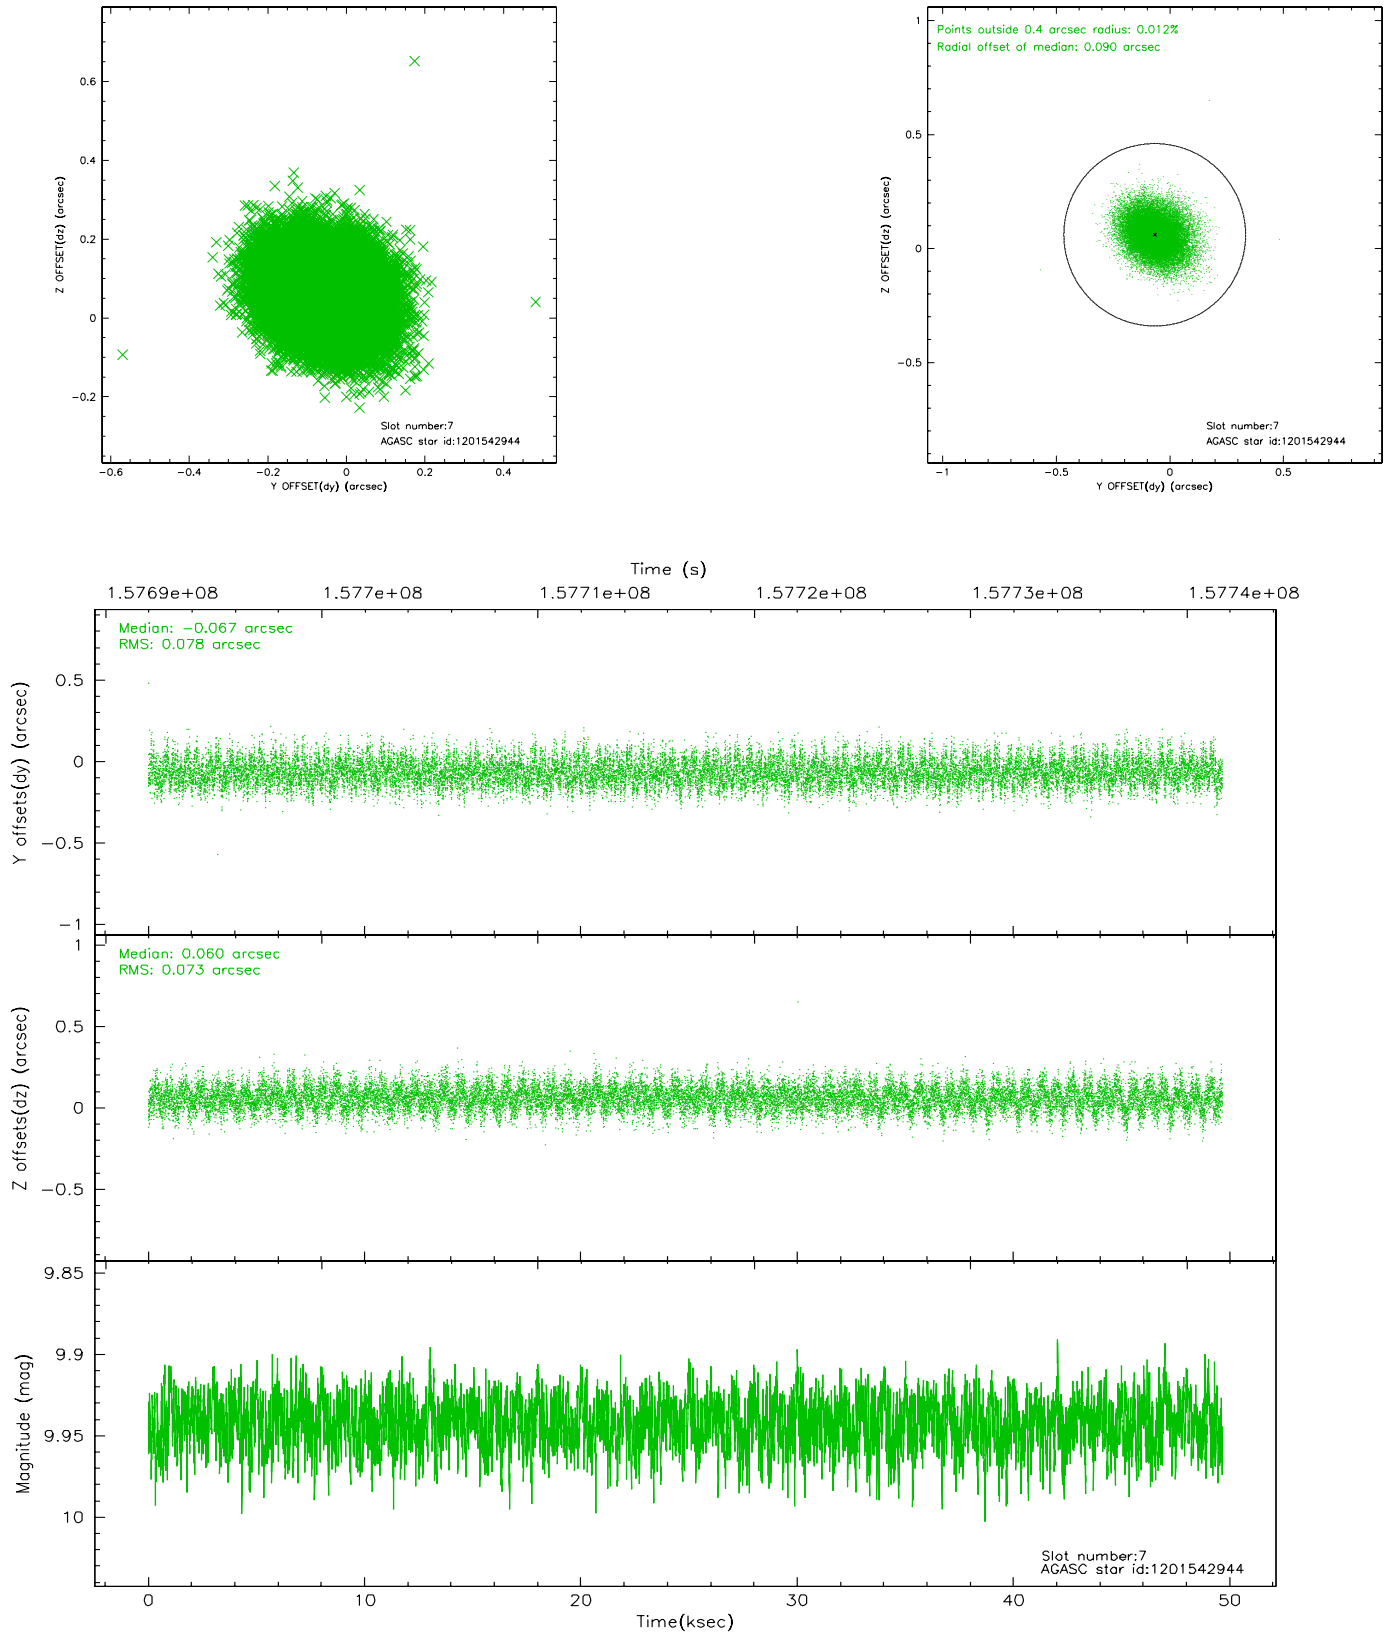 0.6
0.4
0.2
0
−0.2
Z OFFSET(dz) (arcsec)
Slot number:7
AGASC star id:1201542944
−0.6 −0.4 −0.2 0 0.2 0.4
Y OFFSET(dy) (arcsec)
Points outside 0.4 arcsec radius: 0.012%
Radial offset of median: 0.090 arcsec
1
0.5
0
−0.5
Z OFFSET(dz) (arcsec)
Slot number:7
AGASC star id:1201542944
−1 −0.5 0 0.5
Y OFFSET(dy) (arcsec)
Time (s)
1.5769e+08 1.577e+08 1.5771e+08 1.5772e+08 1.5773e+08 1.5774e+08
Median: −0.067 arcsec
RMS: 0.078 arcsec
0.5
0
−0.5
−1
Y offsets(dy) (arcsec)
Median: 0.060 arcsec
RMS: 0.073 arcsec
1
0.5
0
−0.5
Z offsets(dz) (arcsec)
9.85
9.9
9.95
10
Magnitude (mag)
Slot number:7
AGASC star id:1201542944
0 10 20 30 40 50
Time(ksec)